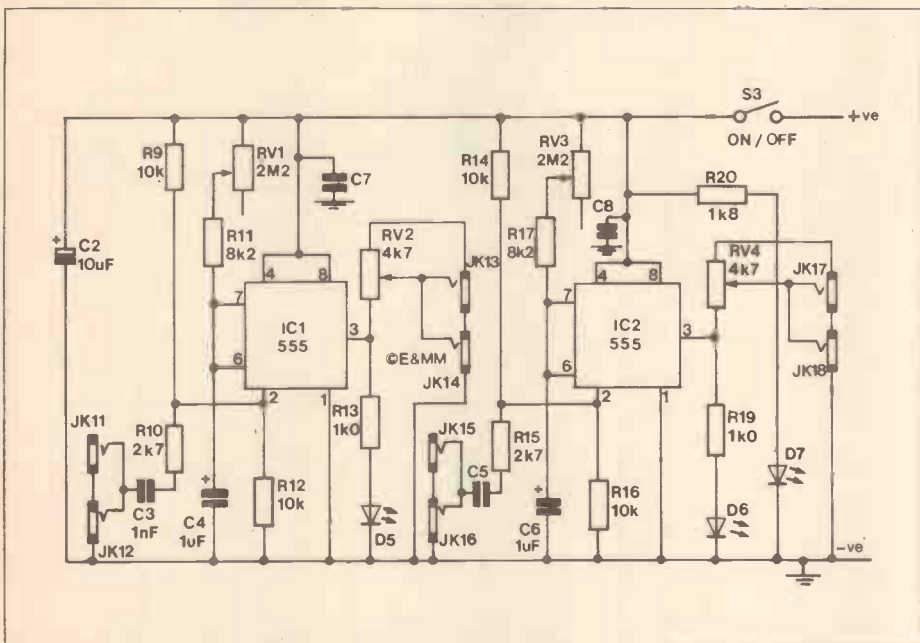 S3
+ve
ON / OFF
R9
10k
RV1
2M2
C7
R14
10k
RV3
2M2
C8
R20
1k8
C2
+
10uF
R11
8k2
RV2
4k7
JK13
R17
8k2
RV4
4k7
JK17
4
8
7
IC1
555
3
6
2
1
©E&MM
JK14
4
8
7
IC2
555
3
6
2
1
JK18
JK11
R10
2k7
R13
1k0
JK15
R15
2k7
R19
1k0
D7
C3
1nF
JK12
+
C4
1uF
R12
10k
D5
C5
JK16
+
C6
1uF
R16
10k
D6
-ve